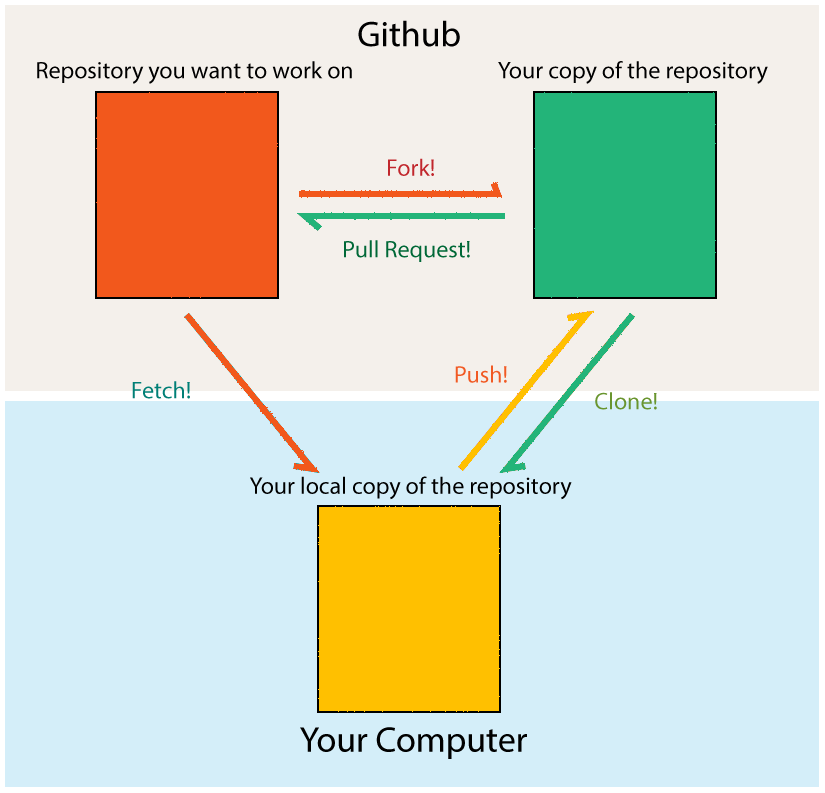 Github
Repository you want to work on
Your copy of the repository
Fork!
Pull Request!
Fetch!
Push!
Clone!
Your local copy of the repository
Your Computer